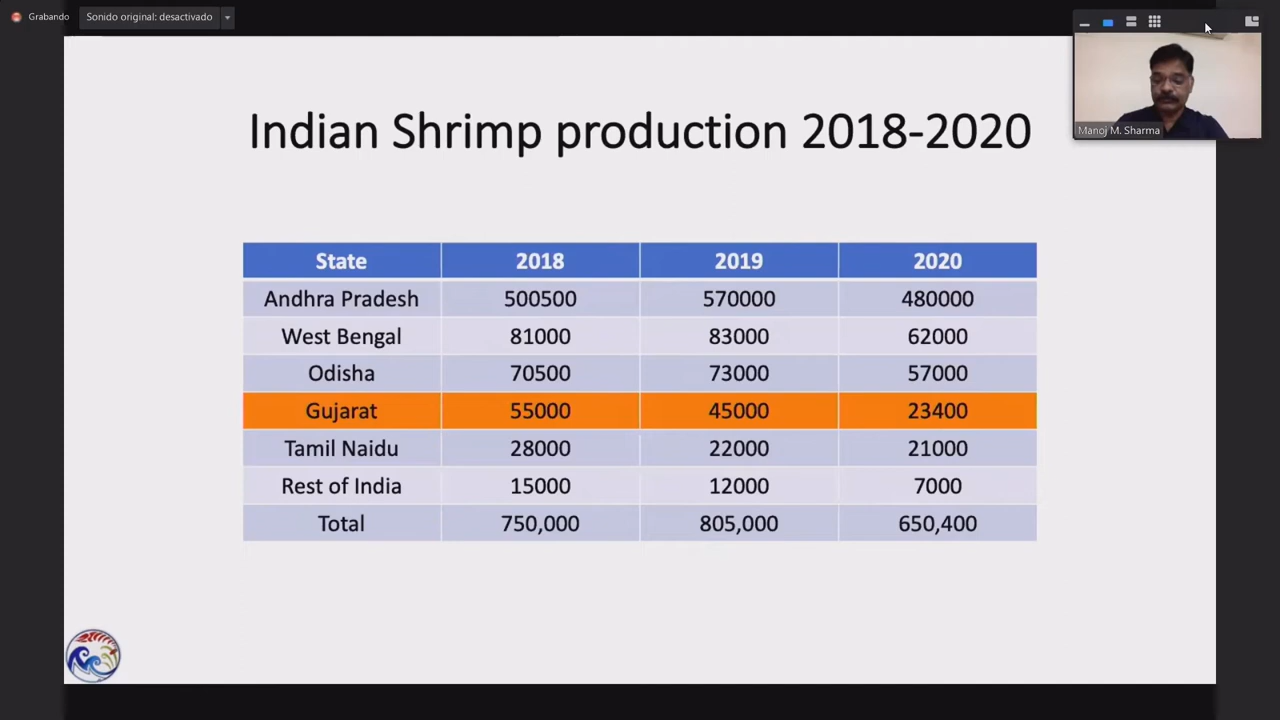 Grabando
Sonido original: desactivado
Manoj M. Sharma
Indian Shrimp production 2018-2020
State 2018 2019 2020
Andhra Pradesh 500500 570000 480000
West Bengal 81000 83000 62000
Odisha 70500 73000 57000
Gujarat 55000 45000 23400
Tamil Naidu 28000 22000 21000
Rest of India 15000 12000 7000
Total 750,000 805,000 650,400